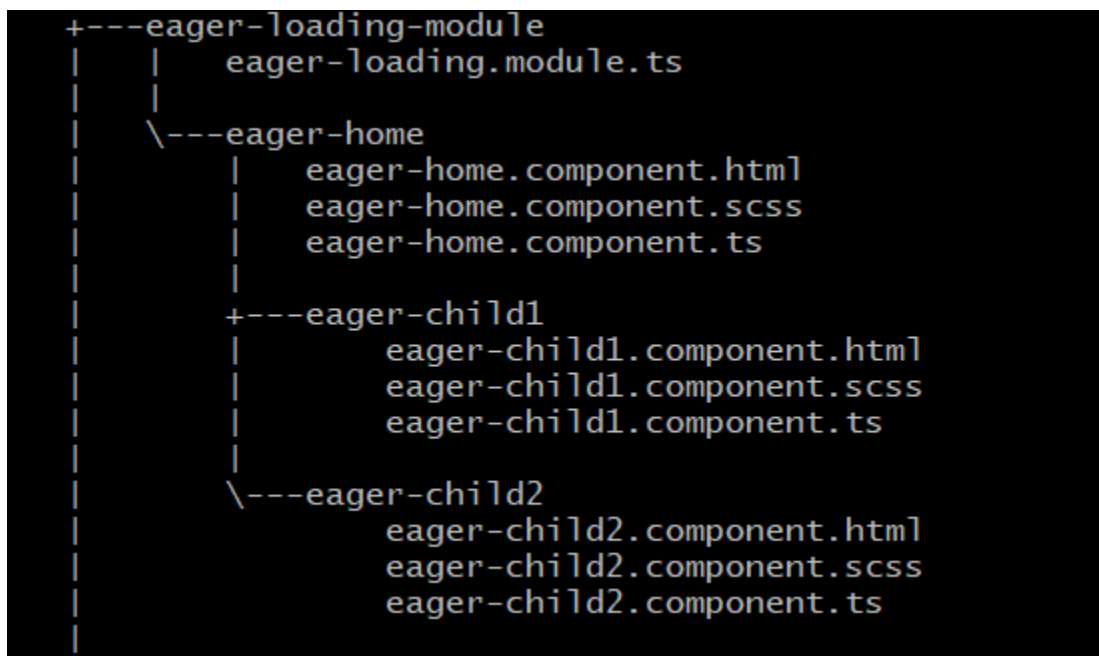 +---eager-loading-module
|   |   eager-loading.module.ts
|   |
|   \---eager-home
|       |   eager-home.component.html
|       |   eager-home.component.scss
|       |   eager-home.component.ts
|       |
|       +---eager-child1
|       |       eager-child1.component.html
|       |       eager-child1.component.scss
|       |       eager-child1.component.ts
|       |
|       \---eager-child2
|               eager-child2.component.html
|               eager-child2.component.scss
|               eager-child2.component.ts
|